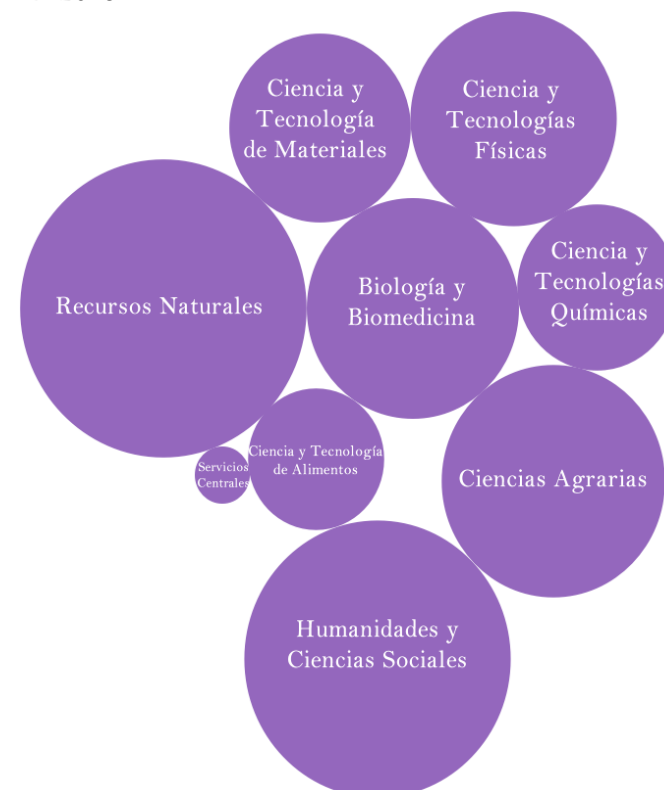 Ciencia y
Tecnología
de Materiales
Ciencia y
Tecnologías
Físicas
Ciencia y
Tecnologías
Químicas
Recursos Naturales
Biología y
Biomedicina
Servicios
Centrales
Ciencia y Tecnología
de Alimentos
Ciencias Agrarias
Humanidades y
Ciencias Sociales